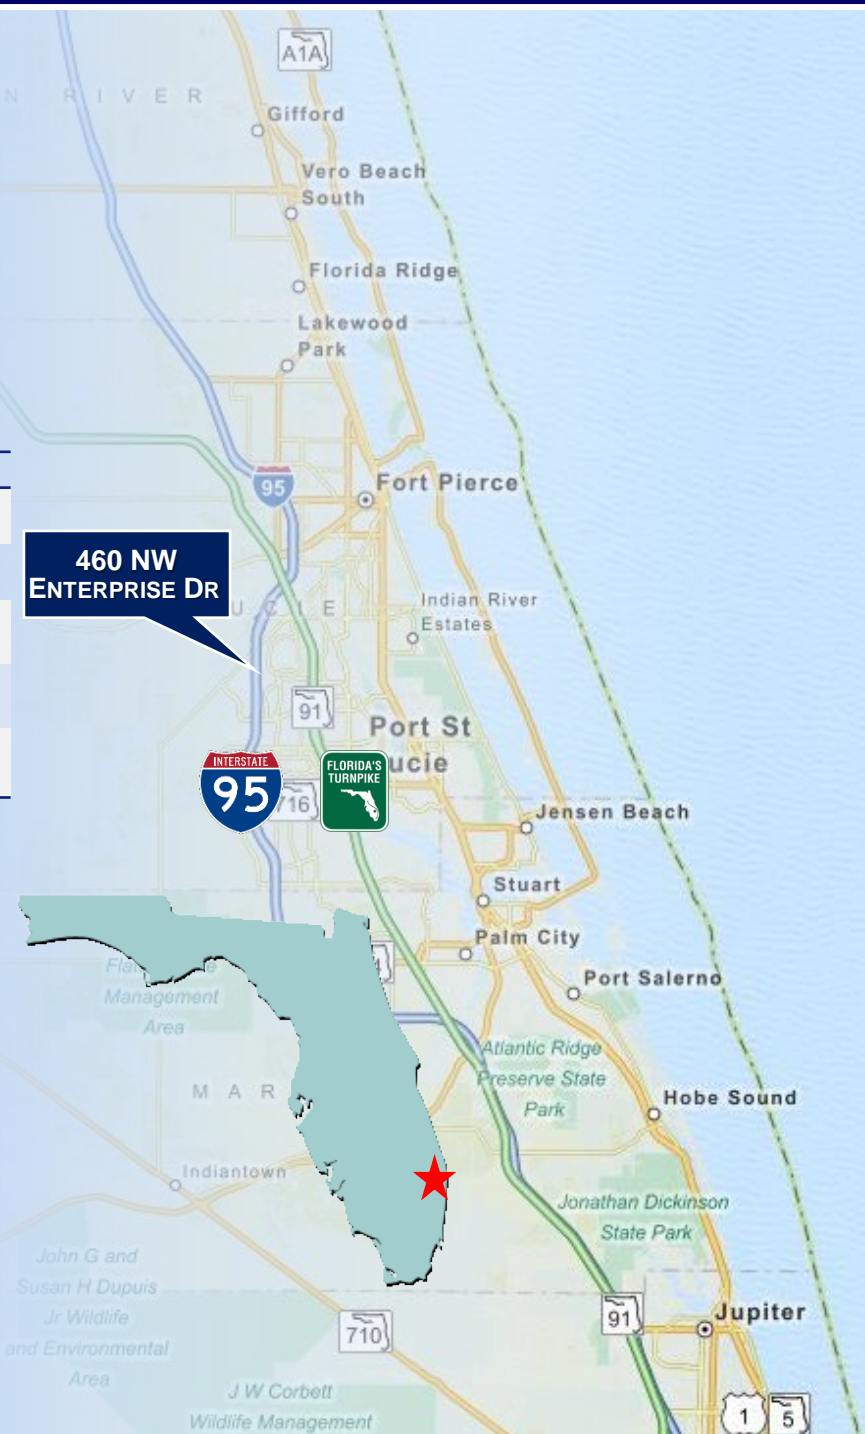 A1A
N R I V E R
Gifford
Vero Beach
South
Florida Ridge
Lakewood
Park
95
Fort Pierce
460 NW
ENTERPRISE DR
U C I E
Indian River
Estates
91
Port St
ucie
INTERSTATE
95
716
FLORIDA'S
TURNPIKE
Jensen Beach
Stuart
Palm City
Port Salerno
Management
Area
Atlantic Ridge
Preserve State
Park
M A R
Hobe Sound
Indiantown
Jonathan Dickinson
State Park
John G and
Susan H Dupuis
Jr Wildlife
and Environmental
Area
91
Jupiter
710
J W Corbett
Wildlife Management
1
5